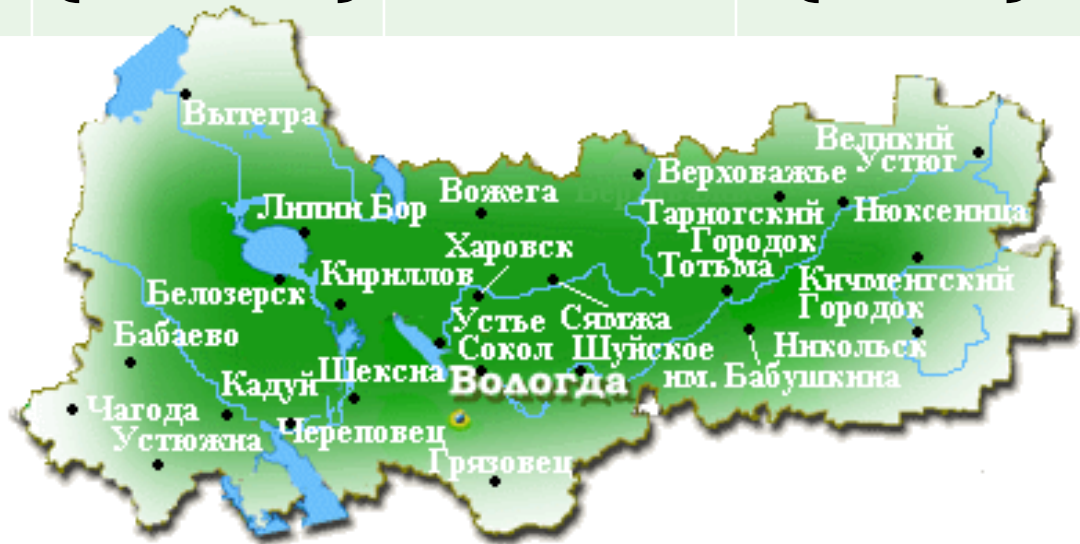 Вытегра
Великий
Устюг
Верховажье
Вожега
Липин Бор
Тарногский
Городок
Нюксеница
Харовск
Кириллов
Тотьма
Кичменгский
Городок
Белозерск
Устье
Сямжа
Бабаево
Сокол
Шуйское
Никольск
им. Бабушкина
Кадуй
Шексна
Вологда
Чагода
Устюжна
Череповец
Грязовец